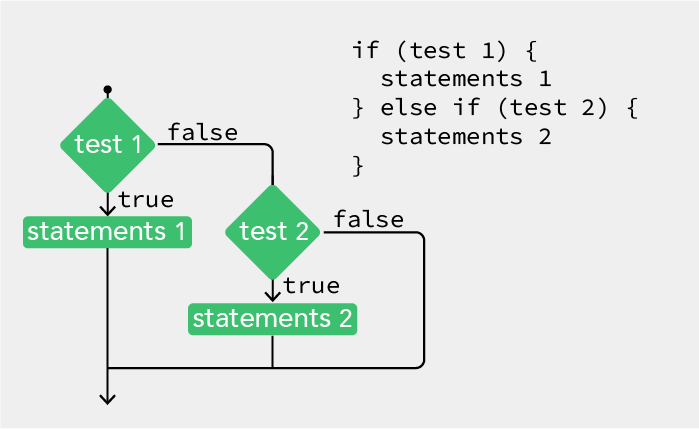 if (test 1) {
  statements 1
} else if (test 2) {
  statements 2
}
test 1
false
true
statements 1
test 2
false
true
statements 2